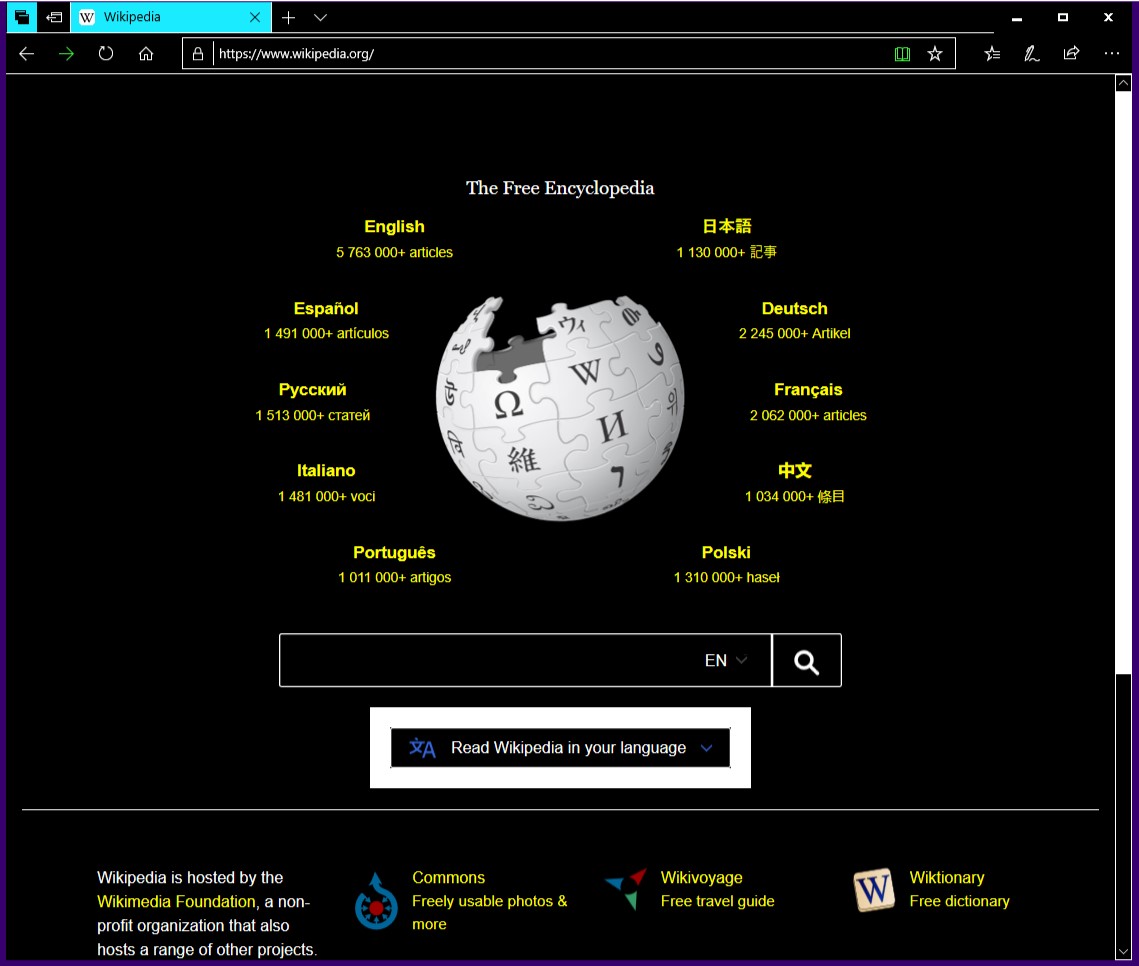 Wikipedia
https://www.wikipedia.org/
The Free Encyclopedia
English
5 763 000+ articles
日本語
1 130 000+ 記事
Español
1 491 000+ artículos
Deutsch
2 245 000+ Artikel
Русский
1 513 000+ статей
Français
2 062 000+ articles
Italiano
1 481 000+ voci
中文
1 034 000+ 條目
Português
1 011 000+ artigos
Polski
1 310 000+ haseł
Ω
W
ウィ
И
維
EN
Read Wikipedia in your language
Wikipedia is hosted by the
Wikimedia Foundation, a non-
profit organization that also
hosts a range of other projects.
Commons
Freely usable photos &
more
Wikivoyage
Free travel guide
W
Wiktionary
Free dictionary